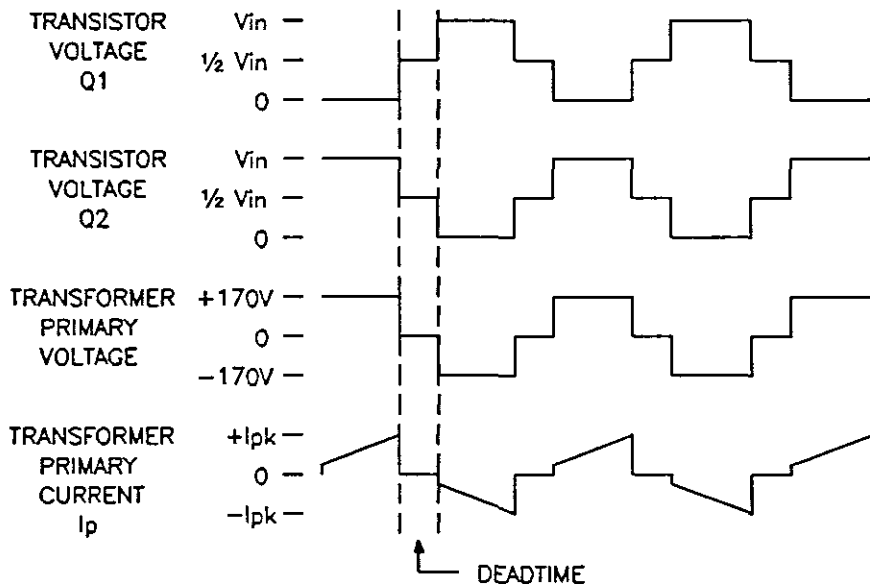 TRANSISTOR
VOLTAGE
Q1
Vin
½ Vin
0
TRANSISTOR
VOLTAGE
Q2
Vin
½ Vin
0
TRANSFORMER
PRIMARY
VOLTAGE
+170V
0
−170V
TRANSFORMER
PRIMARY
CURRENT
Ip
+Ipk
0
−Ipk
DEADTIME